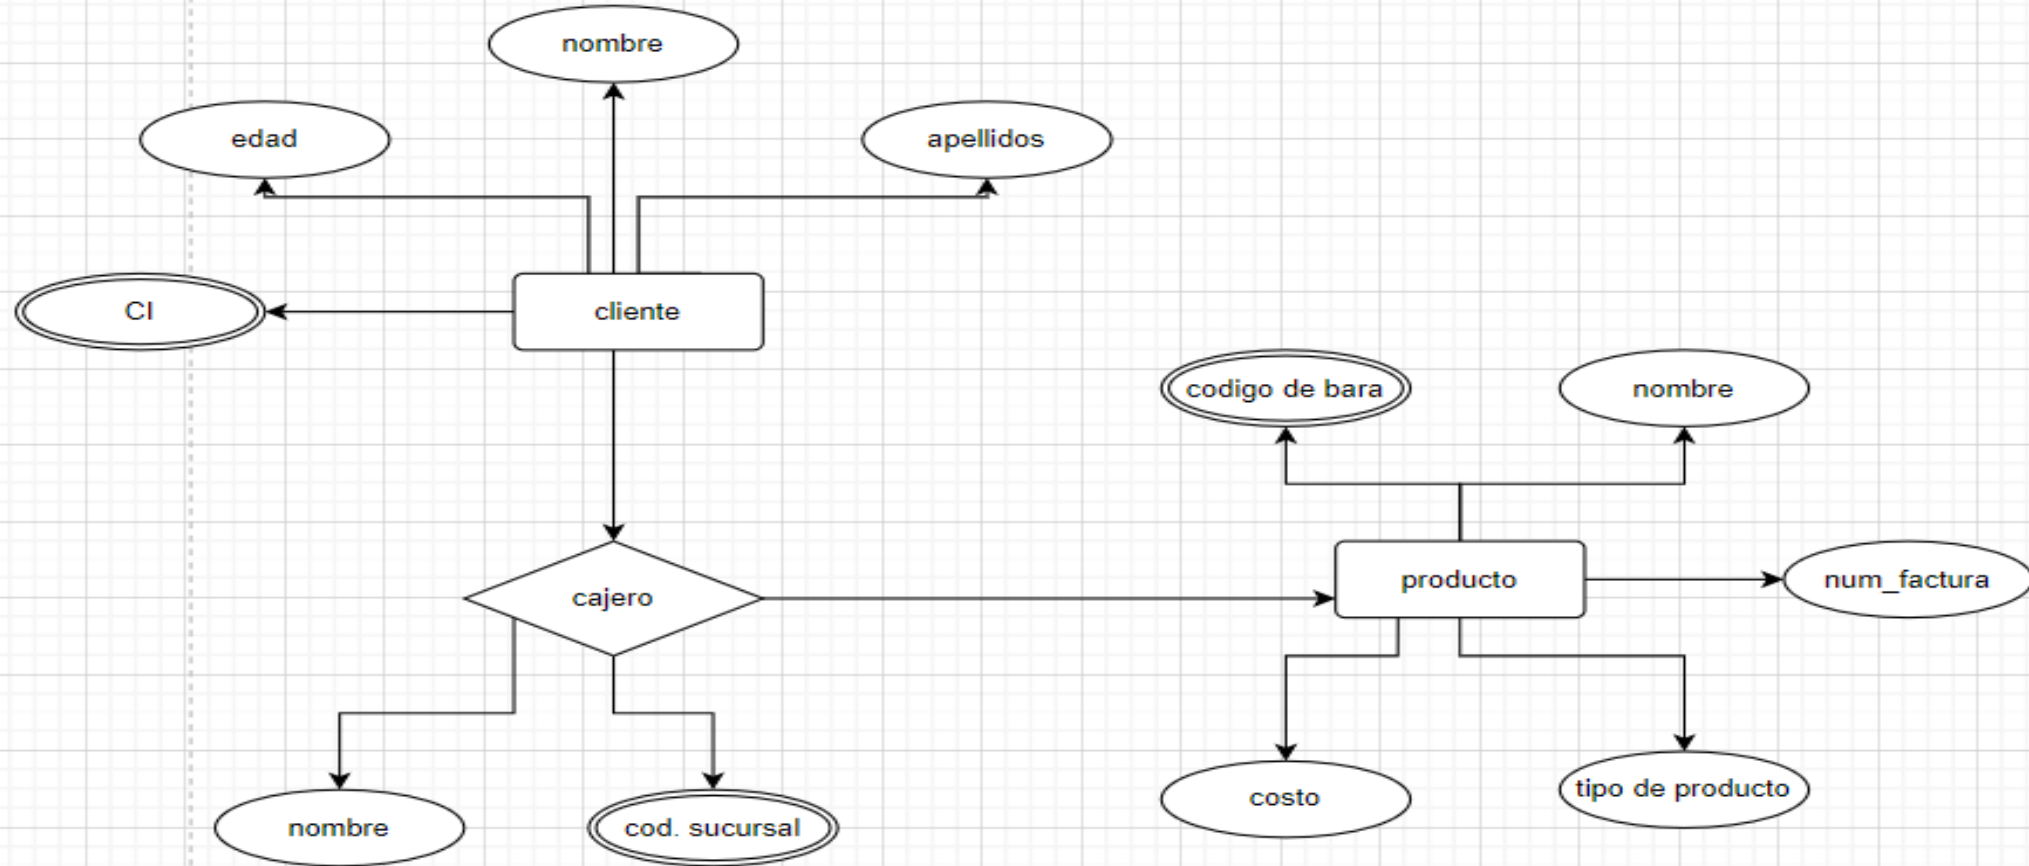 nombre
edad
apellidos
CI
cliente
codigo de bara
nombre
producto
num_factura
cajero
costo
tipo de producto
nombre
cod. sucursal